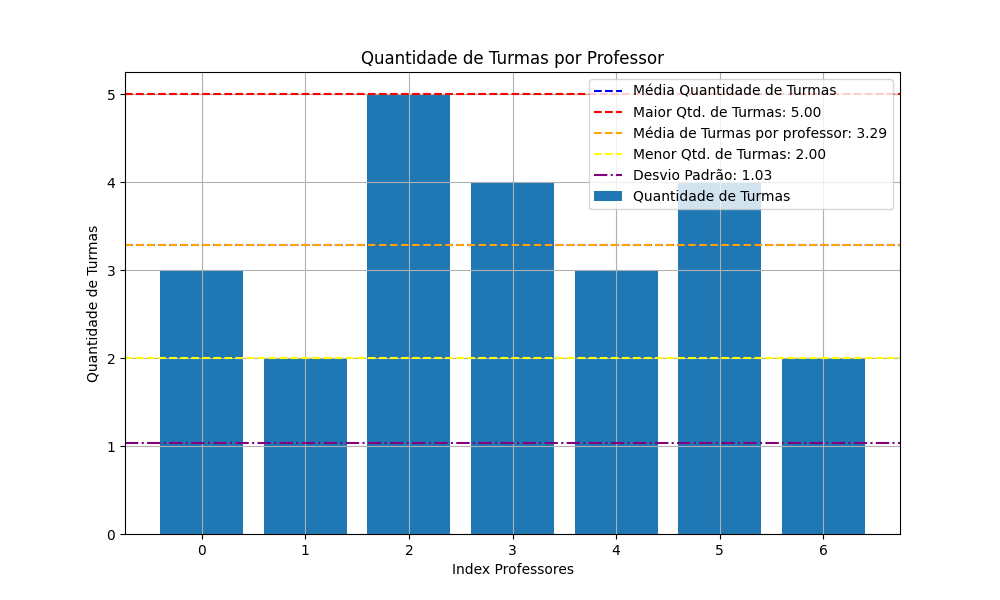 Quantidade de Turmas por Professor
Média Quantidade de Turmas
Maior Qtd. de Turmas: 5.00
Média de Turmas por professor: 3.29
Menor Qtd. de Turmas: 2.00
Desvio Padrão: 1.03
Quantidade de Turmas
Quantidade de Turmas
5
4
3
2
1
0
0 1 2 3 4 5 6
Index Professores